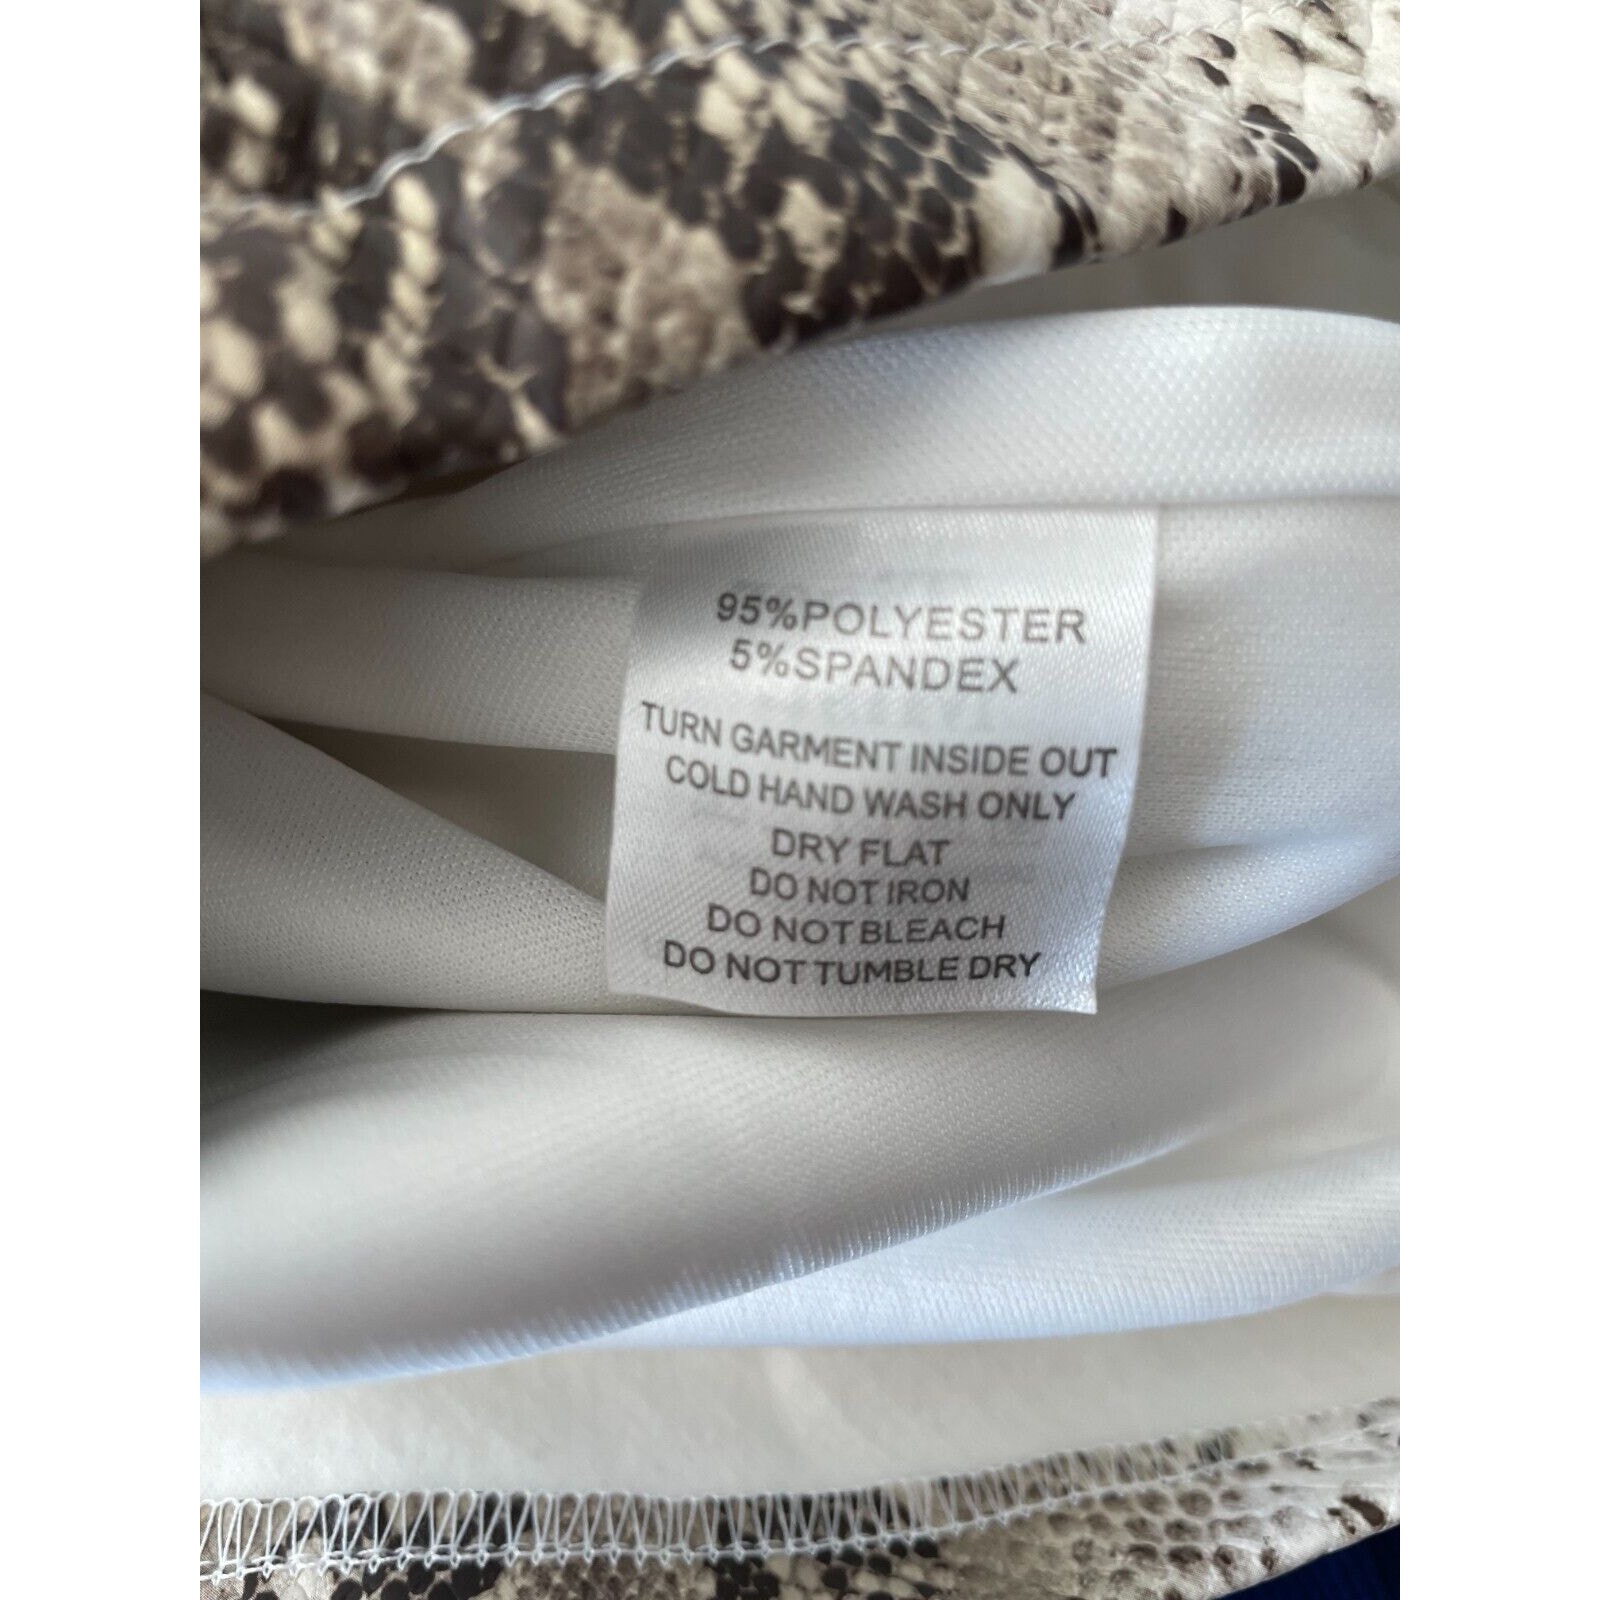 95%POLYESTER
5%SPANDEX
TURN GARMENT INSIDE OUT
COLD HAND WASH ONLY
DRY FLAT
DO NOT IRON
DO NOT BLEACH
DO NOT TUMBLE DRY